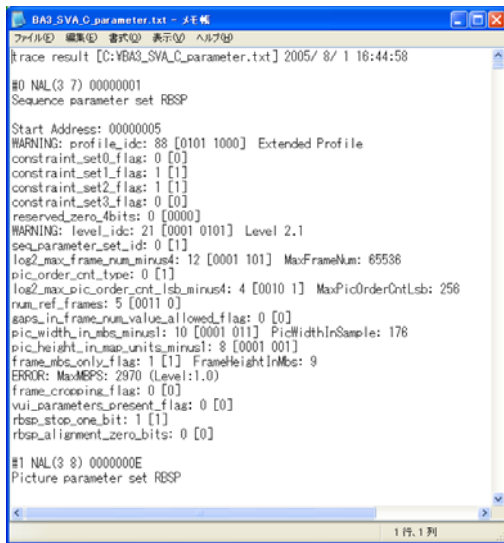 BA3_SVA_C_parameter.txt - メモ帳
ファイル(F) 編集(E) 書式(O) 表示(V) ヘルプ(H)
trace result [C:¥BA3_SVA_C_parameter.txt] 2005/ 8/ 1 16:44:58
#0 NAL(3 7) 00000001
Sequence parameter set RBSP
Start Address: 00000005
WARNING: profile_idc: 88 [0101 1000] Extended Profile
constraint_set0_flag: 0 [0]
constraint_set1_flag: 1 [1]
constraint_set2_flag: 1 [1]
constraint_set3_flag: 0 [0]
reserved_zero_4bits: 0 [0000]
WARNING: level_idc: 21 [0001 0101] Level 2.1
seq_parameter_set_id: 0 [1]
log2_max_frame_num_minus4: 12 [0001 101] MaxFrameNum: 65536
pic_order_cnt_type: 0 [1]
log2_max_pic_order_cnt_lsb_minus4: 4 [0010 1] MaxPicOrderCntLsb: 256
num_ref_frames: 5 [0011 0]
gaps_in_frame_num_value_allowed_flag: 0 [0]
pic_width_in_mbs_minus1: 10 [0001 011] PicWidthInSample: 176
pic_height_in_map_units_minus1: 8 [0001 001]
frame_mbs_only_flag: 1 [1] FrameHeightInMbs: 9
ERROR: MaxMBPS: 2970 (Level:1.0)
frame_cropping_flag: 0 [0]
vui_parameters_present_flag: 0 [0]
rbsp_stop_one_bit: 1 [1]
rbsp_alignment_zero_bits: 0 [0]
#1 NAL(3 8) 0000000E
Picture parameter set RBSP
1 行、1 列